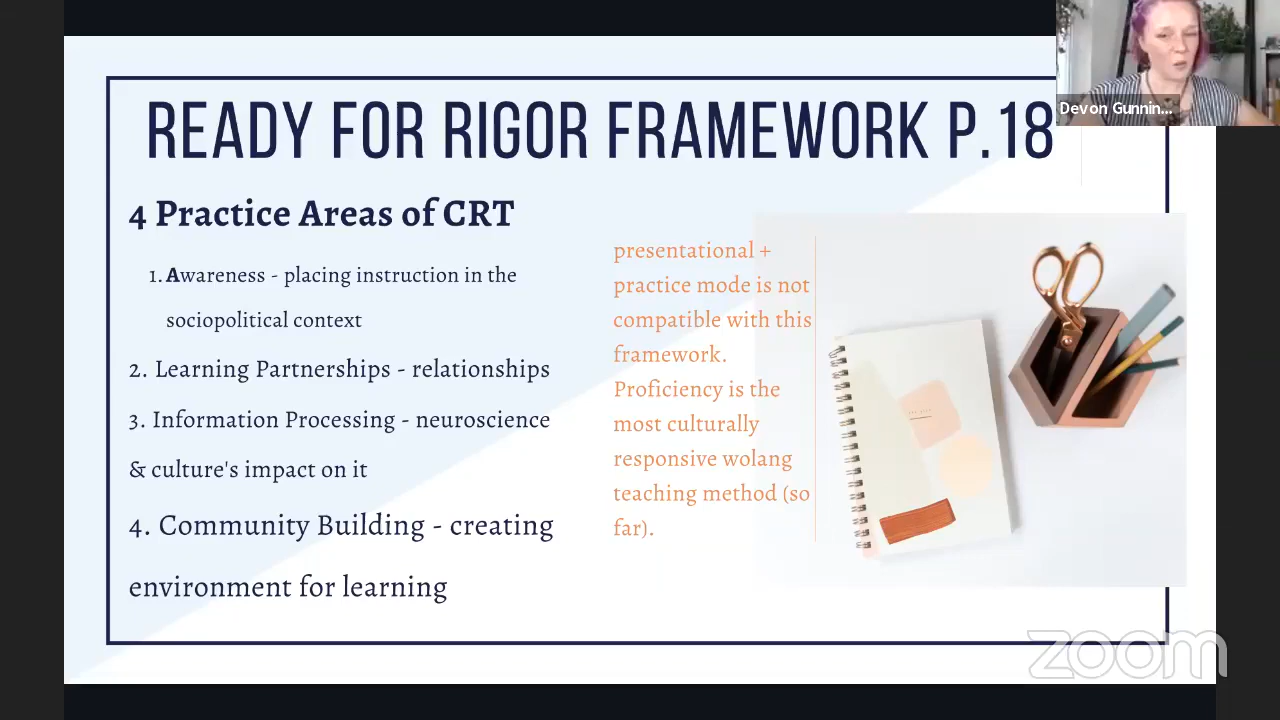 READY FOR RIGOR FRAMEWORK P.18
Devon Gunnin...
4 Practice Areas of CRT
1. Awareness - placing instruction in the
sociopolitical context
2. Learning Partnerships - relationships
3. Information Processing - neuroscience
& culture's impact on it
4. Community Building - creating
environment for learning
presentational +
practice mode is not
compatible with this
framework.
Proficiency is the
most culturally
responsive wolang
teaching method (so
far).
zoom